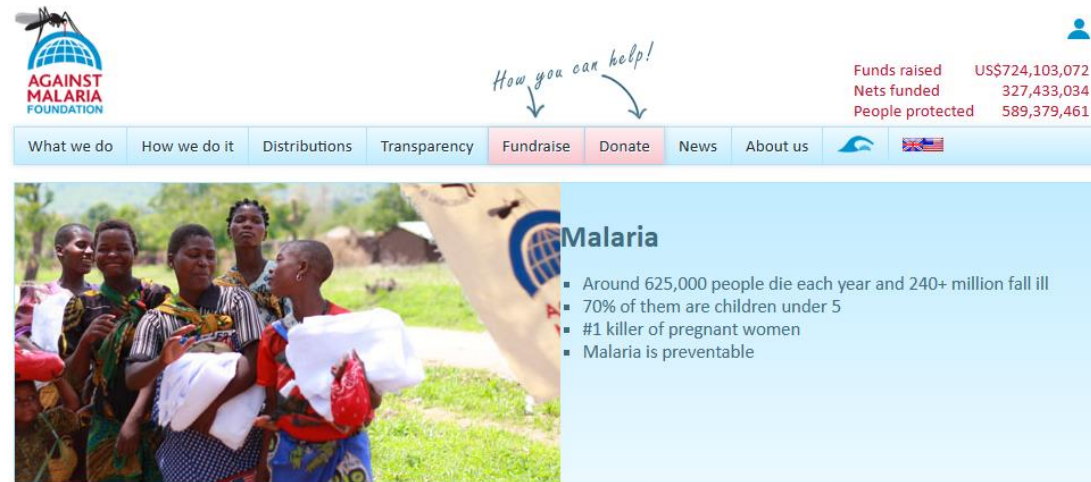 AGAINST
MALARIA
FOUNDATION
How you can help!
Funds raised US$724,103,072
Nets funded 327,433,034
People protected 589,379,461
What we do How we do it Distributions Transparency Fundraise Donate News About us
Malaria
Around 625,000 people die each year and 240+ million fall ill
70% of them are children under 5
#1 killer of pregnant women
Malaria is preventable